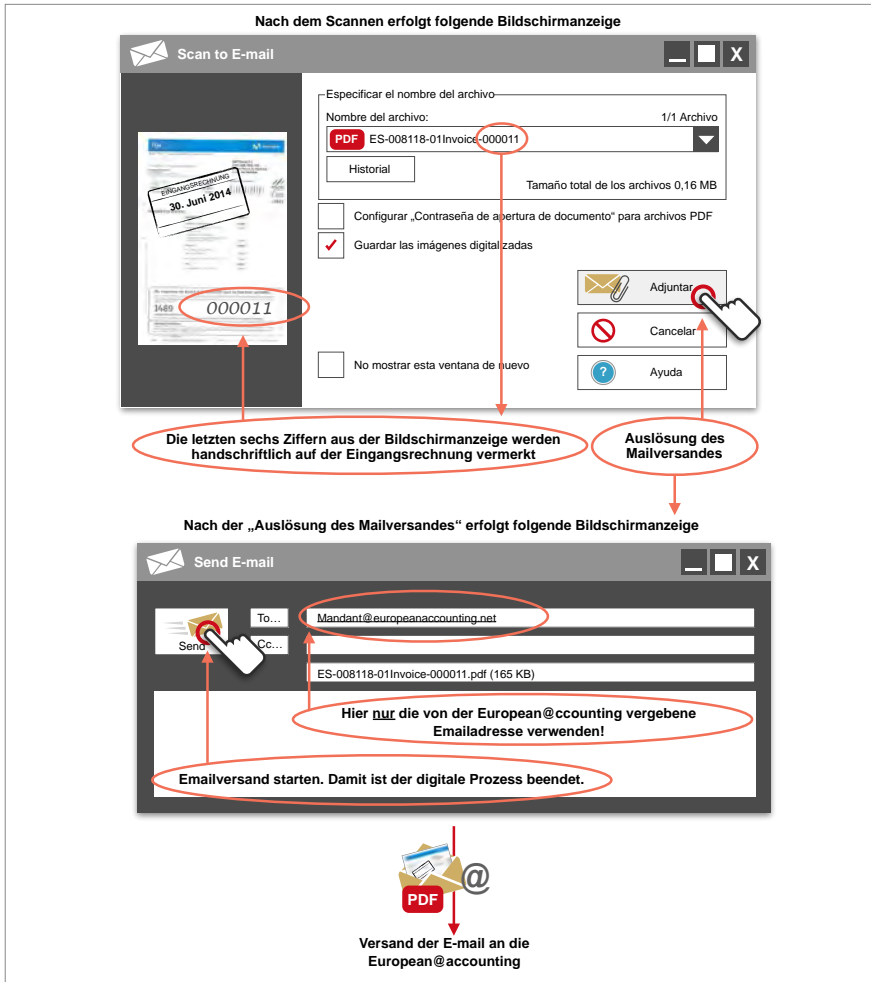 Nach dem Scannen erfolgt folgende Bildschirmanzeige
Scan to E-mail
X
Especificar el nombre del archivo
Nombre del archivo:
1/1 Archivo
PDF ES-008118-01Invoice-000011
Historial
Tamaño total de los archivos 0,16 MB
EINGANGSRECHNUNG
30. Juni 2014
1489 000011
Configurar „Contraseña de apertura de documento“ para archivos PDF
Guardar las imágenes digitalizadas
Adjuntar
Cancelar
No mostrar esta ventana de nuevo
? Ayuda
Die letzten sechs Ziffern aus der Bildschirmanzeige werden
handschriftlich auf der Eingangsrechnung vermerkt
Auslösung des
Mailversandes
Nach der „Auslösung des Mailversandes“ erfolgt folgende Bildschirmanzeige
Send E-mail
X
Send
To…
Mandant@europeanaccounting.net
Cc…
ES-008118-01Invoice-000011.pdf (165 KB)
Hier nur die von der European@ccounting vergebene
Emailadresse verwenden!
Emailversand starten. Damit ist der digitale Prozess beendet.
@
PDF
Versand der E-mail an die
European@accounting